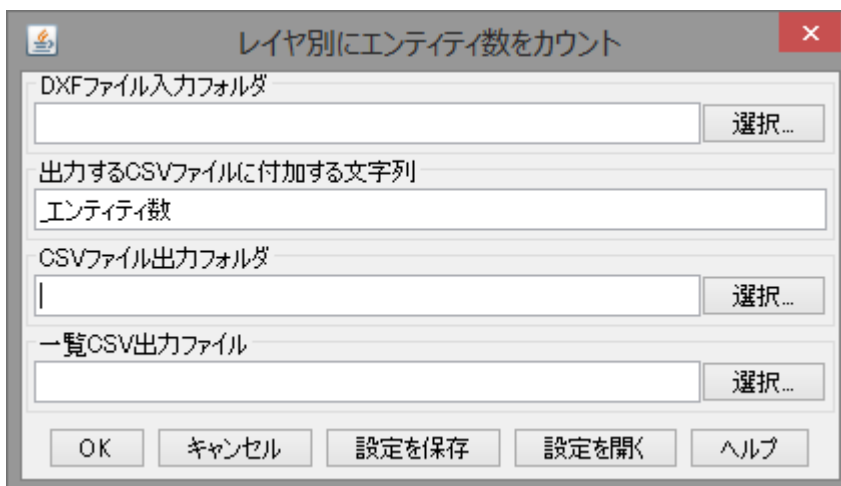 レイヤ別にエンティティ数をカウント
DXFファイル入力フォルダ
選択...
出力するCSVファイルに付加する文字列
_エンティティ数
CSVファイル出力フォルダ
選択...
一覧CSV出力ファイル
選択...
OK キャンセル 設定を保存 設定を開く ヘルプ